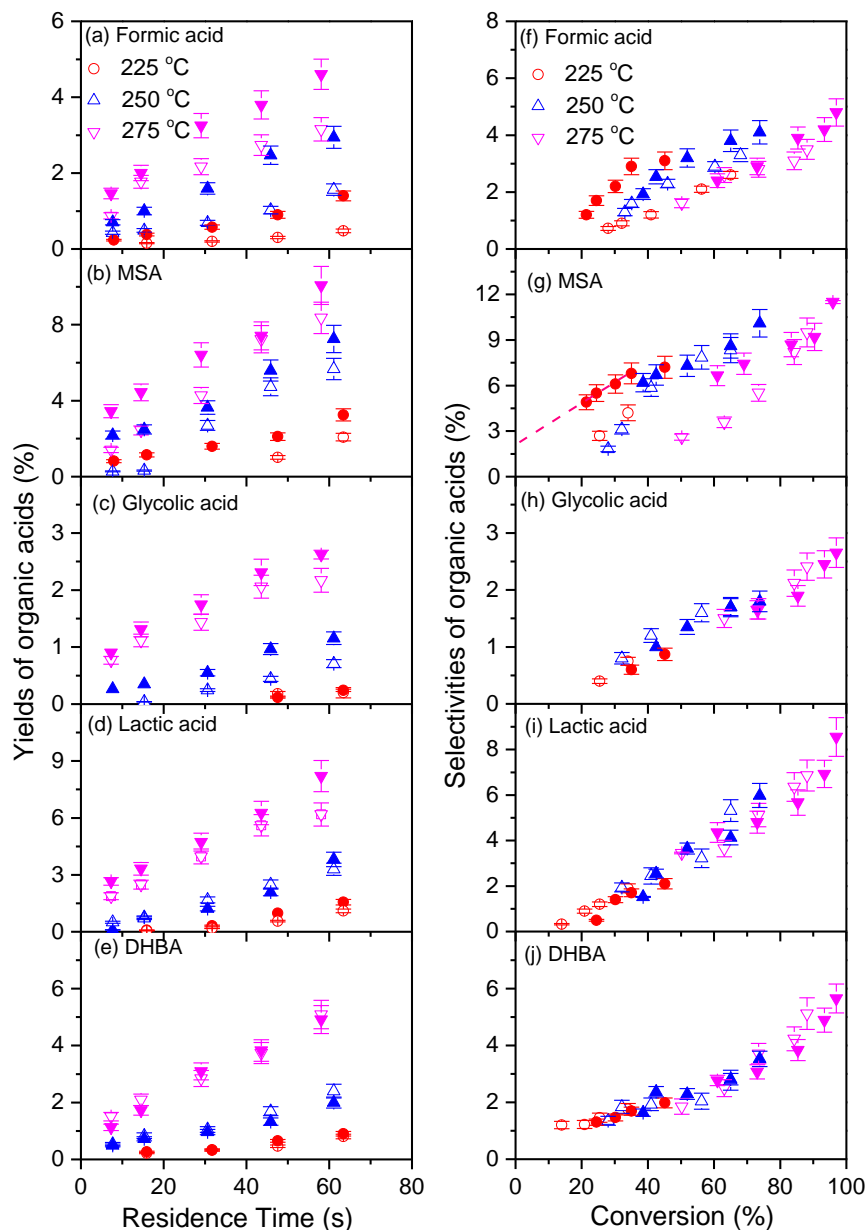 Yields of organic acids (%)
6
4
2
0
(a) Formic acid
225 °C
250 °C
275 °C
8
4
0
(b) MSA
3
2
1
0
(c) Glycolic acid
9
6
3
0
(d) Lactic acid
6
4
2
0
(e) DHBA
0 20 40 60 80
Residence Time (s)
Selectivities of organic acids (%)
8
6
4
2
0
(f) Formic acid
225 °C
250 °C
275 °C
12
9
6
3
0
(g) MSA
3
2
1
0
(h) Glycolic acid
8
6
4
2
0
(i) Lactic acid
6
4
2
0
(j) DHBA
0 20 40 60 80 100
Conversion (%)